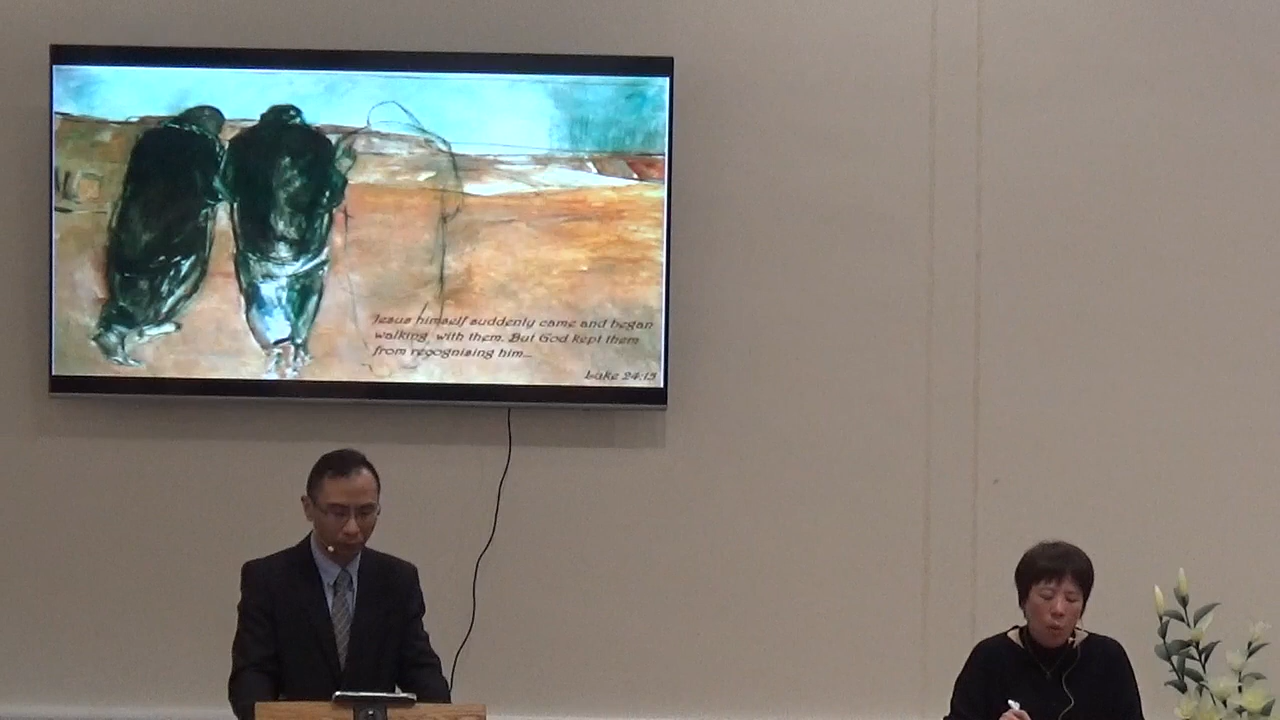 Jesus himself suddenly came and began
walking with them. But God kept them
from recognising him...
Luke 24:15